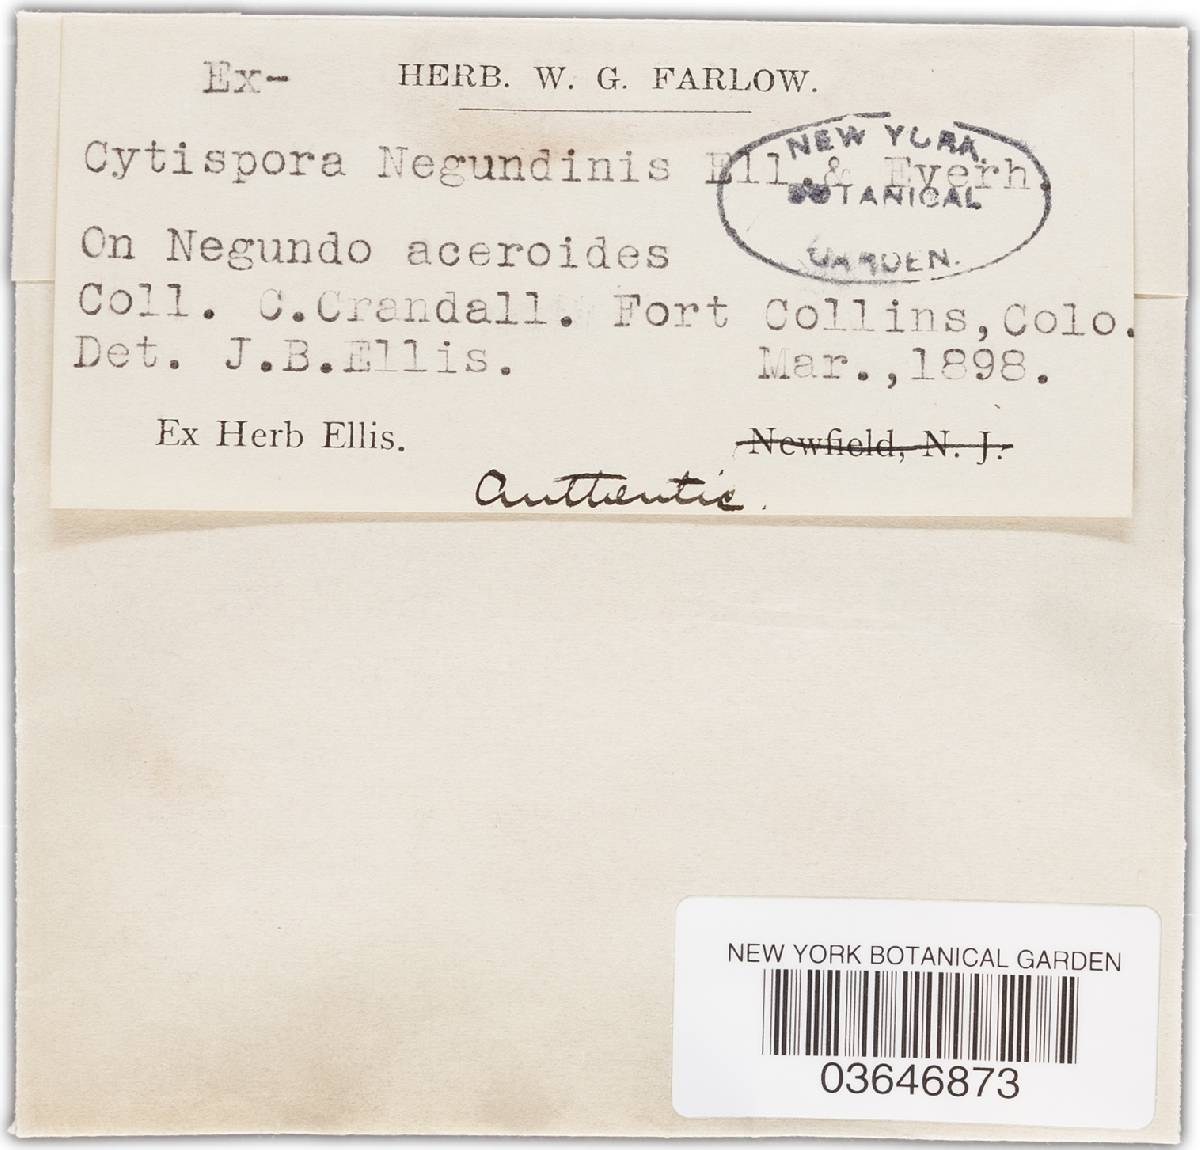 Ex- HERB. W. G. FARLOW.
Cytispora Negundinis Ell & Everh.
NEW YORK
BOTANICAL
GARDEN.
On Negundo aceroides
Coll. C.Crandall. Fort Collins,Colo.
Det. J.B.Ellis. Mar.,1898.
Ex Herb Ellis. Newfield, N. J.
Authentic.
NEW YORK BOTANICAL GARDEN
03646873